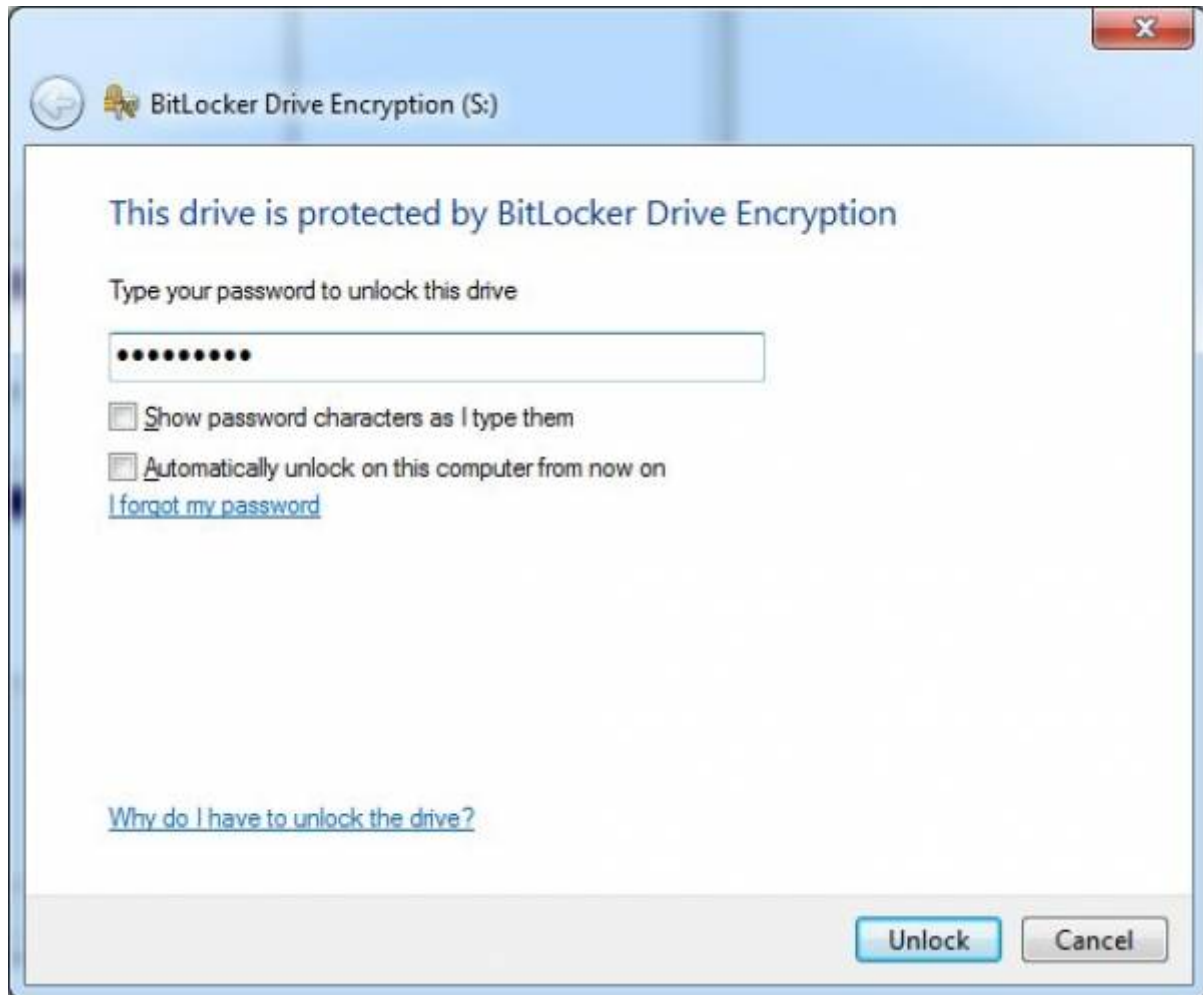 BitLocker Drive Encryption (S:)
This drive is protected by BitLocker Drive Encryption
Type your password to unlock this drive
•••••••••
Show password characters as I type them
Automatically unlock on this computer from now on
I forgot my password
Why do I have to unlock the drive?
Unlock Cancel